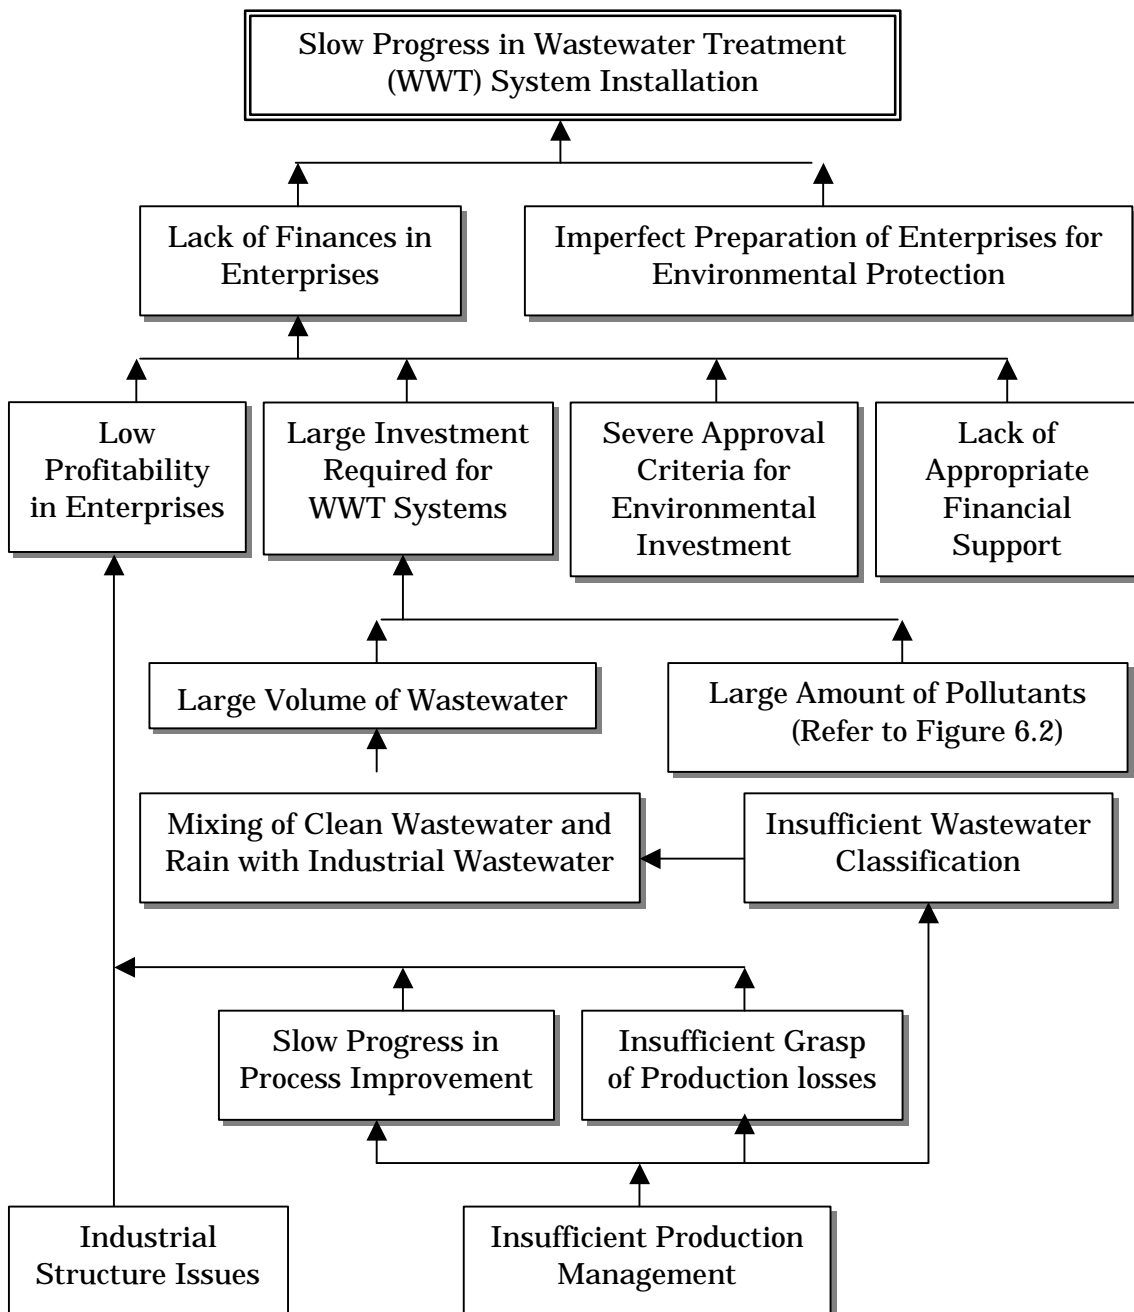 Slow Progress in Wastewater Treatment
(WWT) System Installation
Lack of Finances in
Enterprises
Imperfect Preparation of Enterprises for
Environmental Protection
Low
Profitability
in Enterprises
Large Investment
Required for
WWT Systems
Severe Approval
Criteria for
Environmental
Investment
Lack of
Appropriate
Financial
Support
Large Volume of Wastewater
Large Amount of Pollutants
(Refer to Figure 6.2)
Mixing of Clean Wastewater and
Rain with Industrial Wastewater
Insufficient Wastewater
Classification
Slow Progress in
Process Improvement
Insufficient Grasp
of Production losses
Industrial
Structure Issues
Insufficient Production
Management